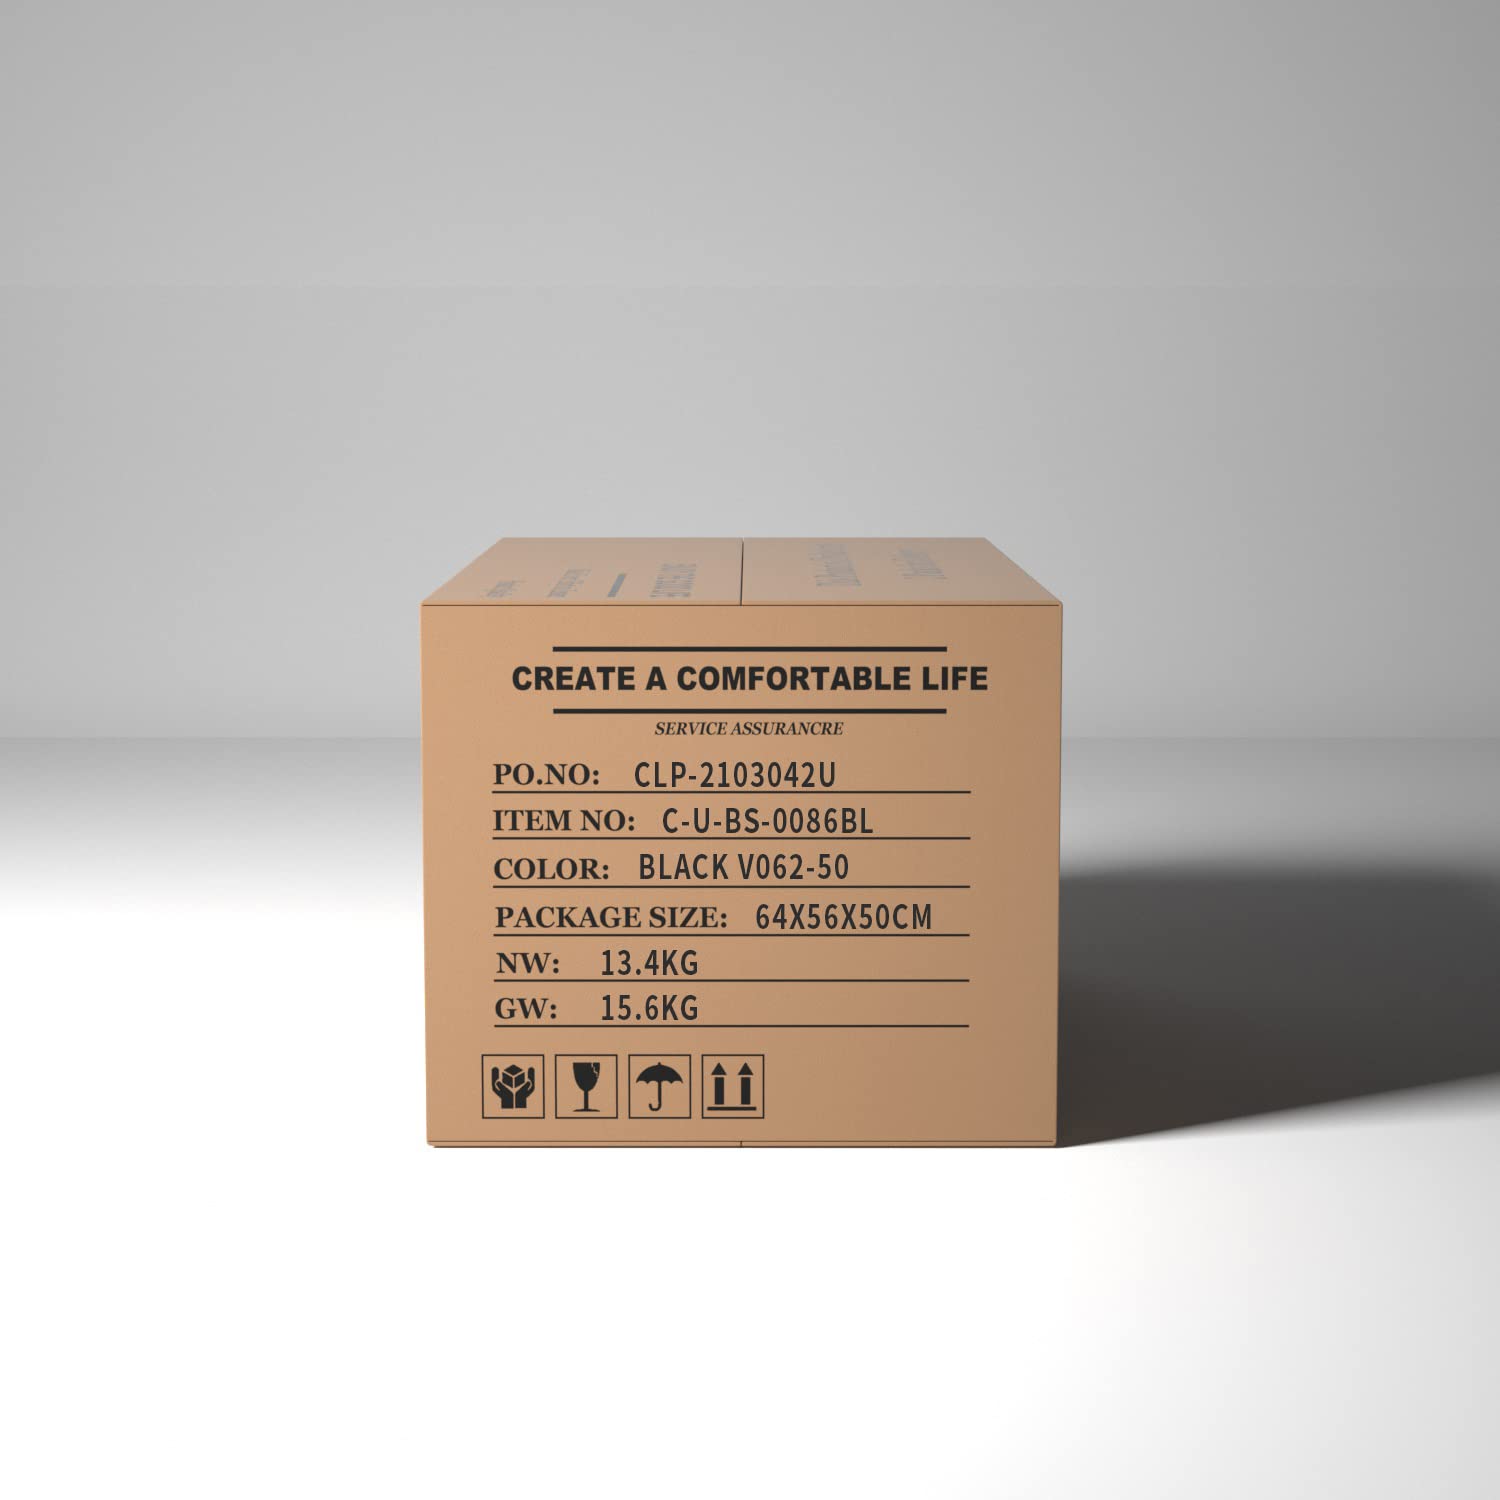 CREATE A COMFORTABLE LIFE
SERVICE ASSURANCRE
PO.NO: CLP-2103042U
ITEM NO: C-U-BS-0086BL
COLOR: BLACK V062-50
PACKAGE SIZE: 64X56X50CM
NW: 13.4KG
GW: 15.6KG